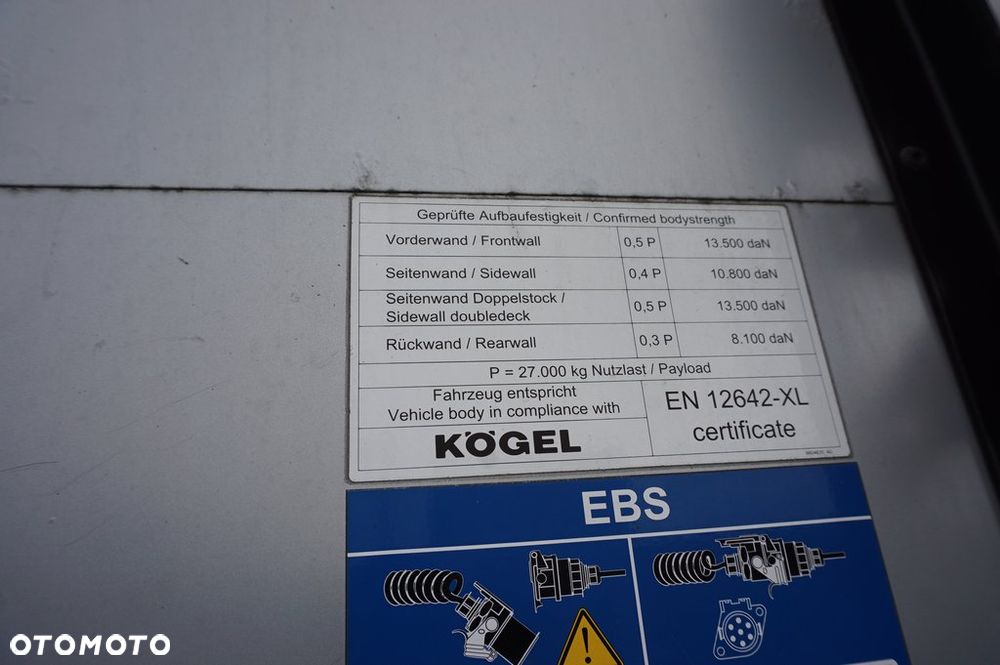 Geprüfte Aufbaufestigkeit / Confirmed bodystrength
Vorderwand / Frontwall 0,5 P 13.500 daN
Seitenwand / Sidewall 0,4 P 10.800 daN
Seitenwand Doppelstock /
Sidewall doubledeck 0,5 P 13.500 daN
Rückwand / Rearwall 0,3 P 8.100 daN
P = 27.000 kg Nutzlast / Payload
Fahrzeug entspricht
Vehicle body in compliance with
KÖGEL
EN 12642-XL
certificate
EBS
OTOMOTO